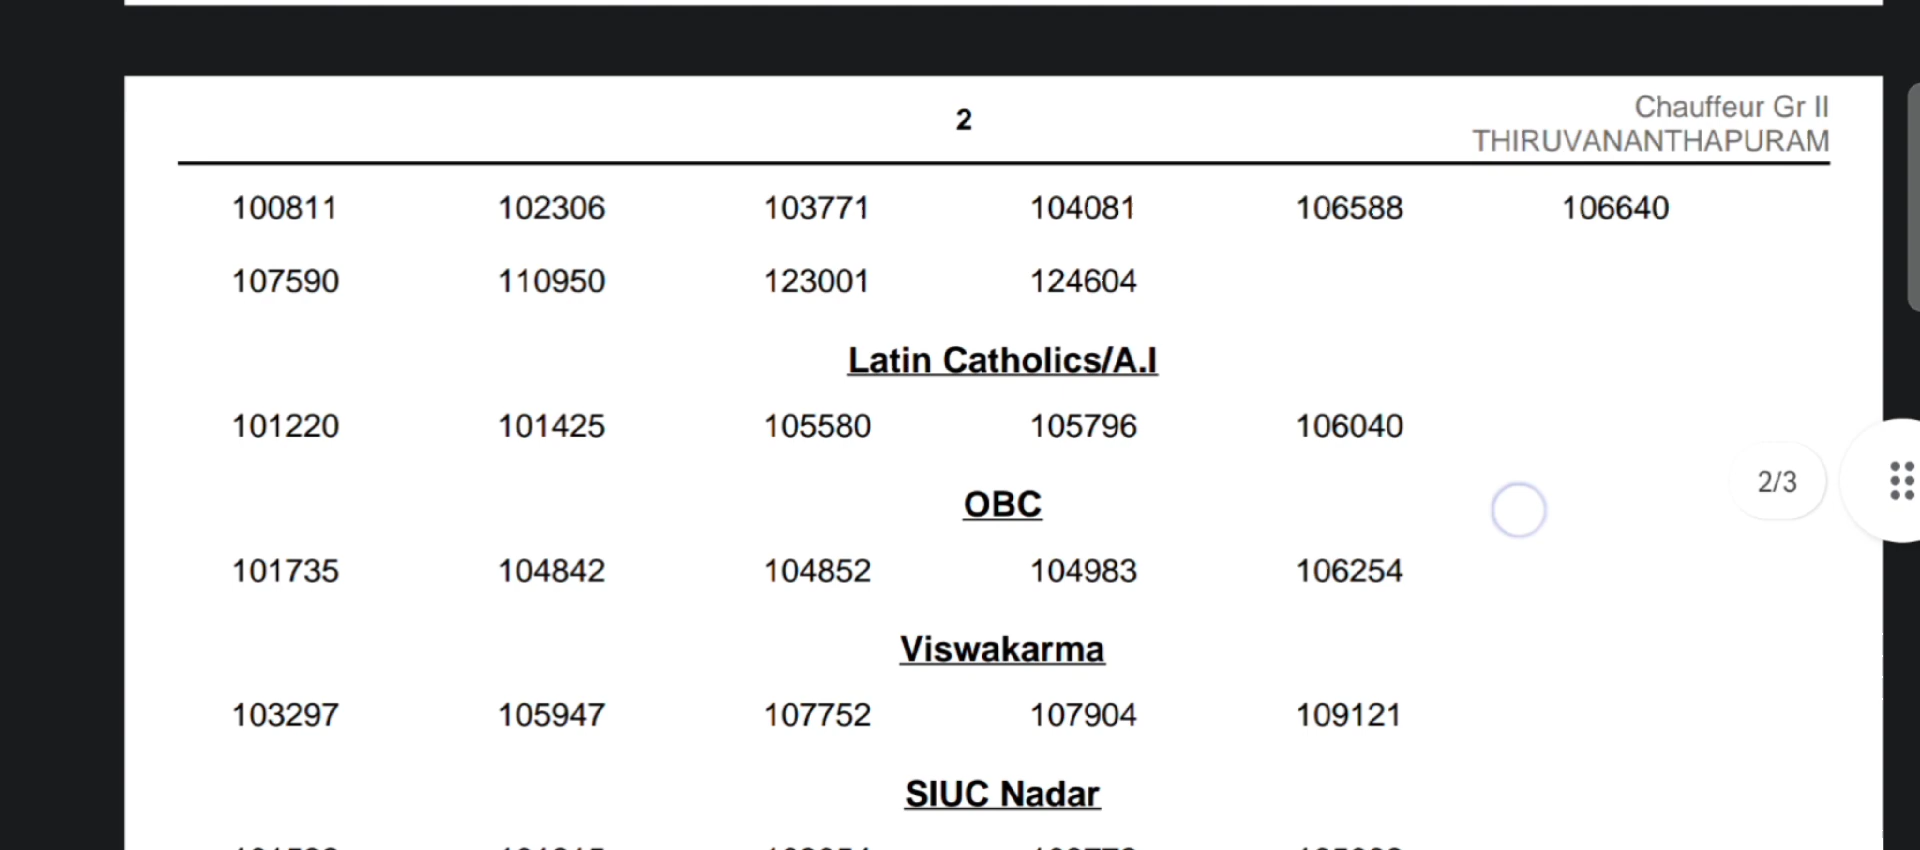 2
Chauffeur Gr II
THIRUVANANTHAPURAM
100811 102306 103771 104081 106588 106640
107590 110950 123001 124604
Latin Catholics/A.I
101220 101425 105580 105796 106040
OBC
101735 104842 104852 104983 106254
2/3
Viswakarma
103297 105947 107752 107904 109121
SIUC Nadar